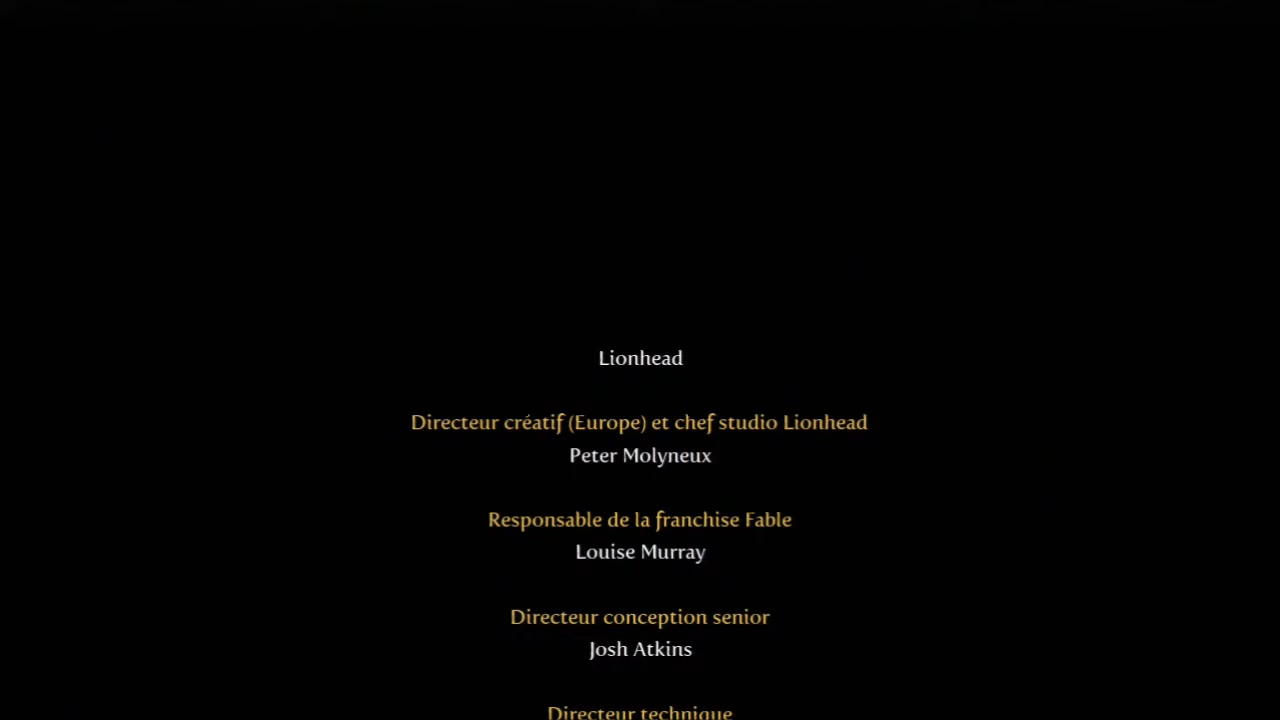 Lionhead
Directeur créatif (Europe) et chef studio Lionhead
Peter Molyneux
Responsable de la franchise Fable
Louise Murray
Directeur conception senior
Josh Atkins
Directeur technique